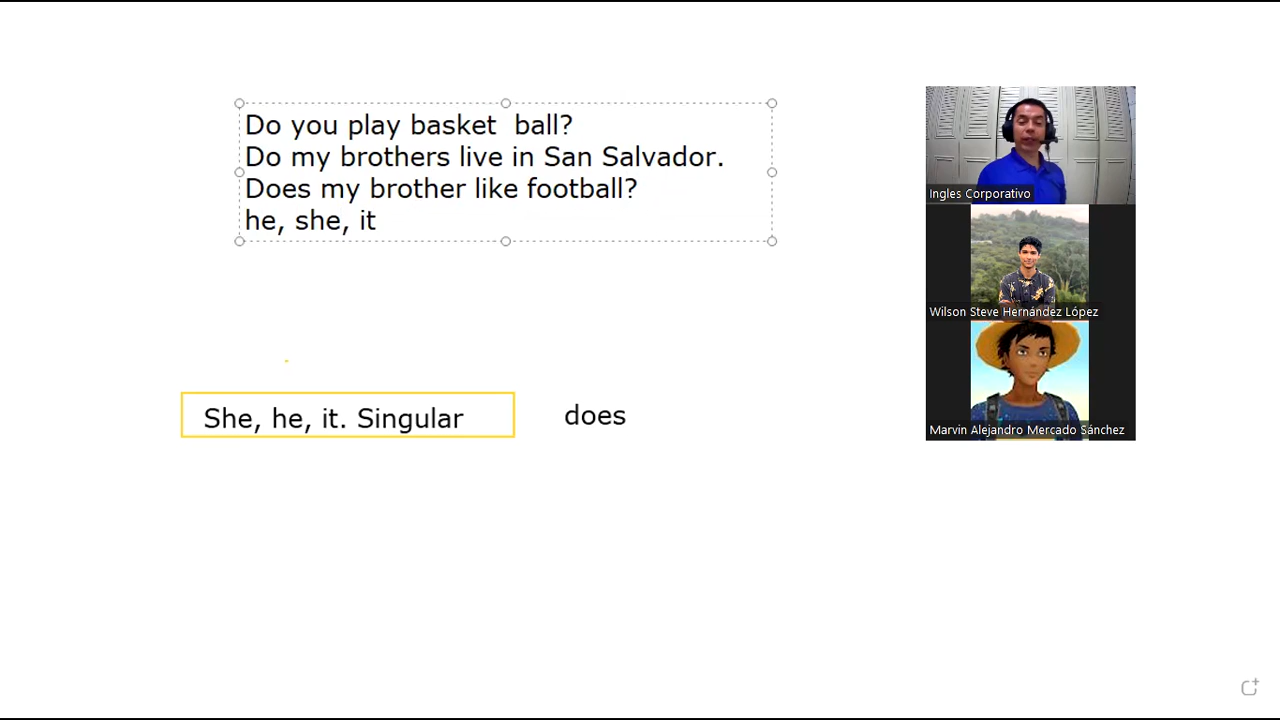 Do you play basket  ball?
Do my brothers live in San Salvador.
Does my brother like football?
he, she, it
She, he, it. Singular
does
Ingles Corporativo
Wilson Steve Hernández López
Marvin Alejandro Mercado Sánchez